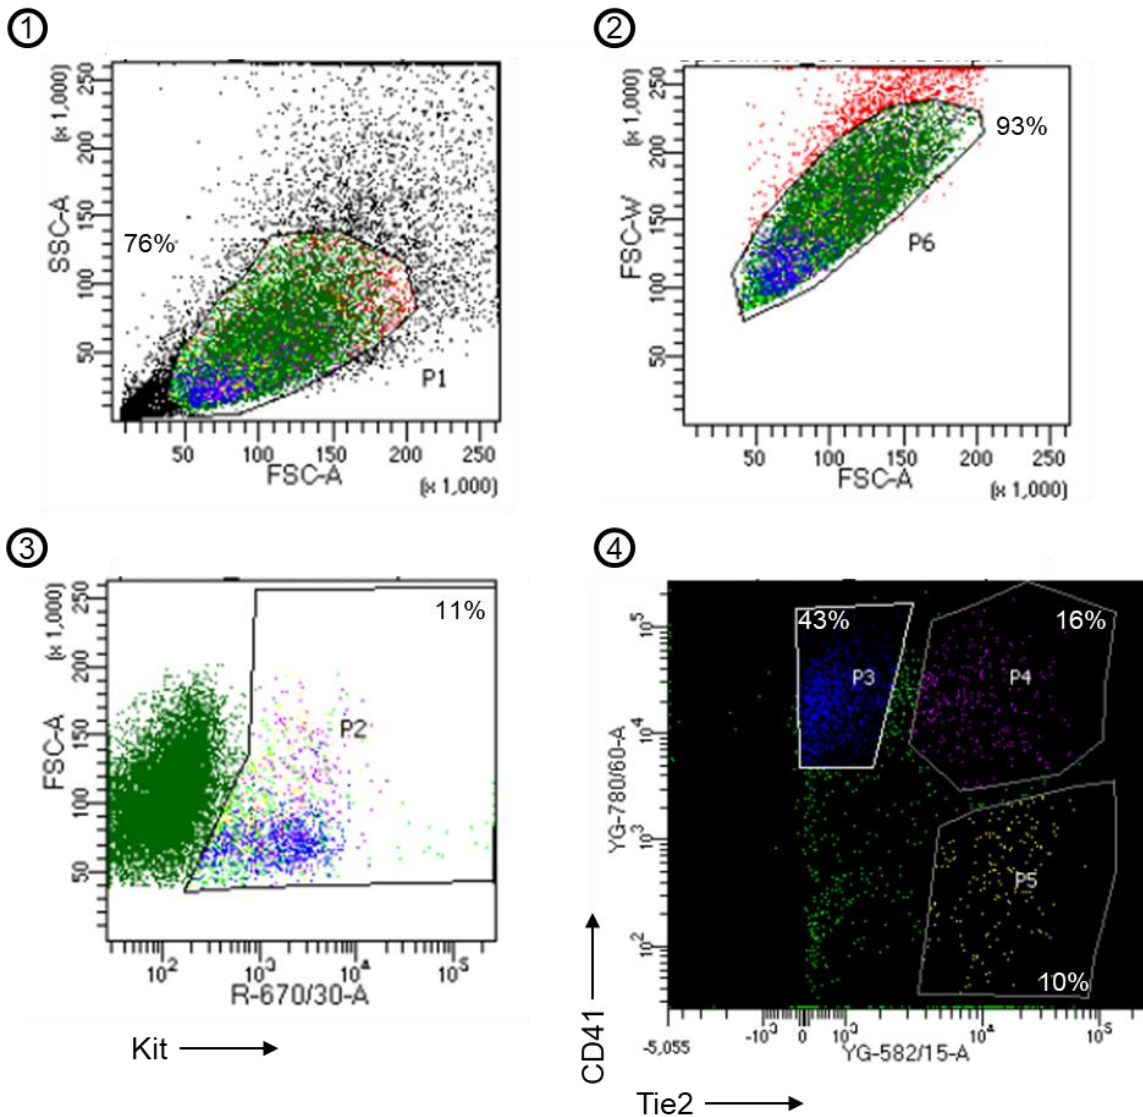 ① ②
(x 1,000)
SSC-A
250
200
150
100
50
76%
P1
50 100 150 200 250
FSC-A
(x 1,000)
(x 1,000)
FSC-W
250
200
150
100
50
93%
P6
50 100 150 200 250
FSC-A
(x 1,000)
③ ④
(x 1,000)
FSC-A
250
200
150
100
50
11%
P2
10² 10³ 10⁴ 10⁵
R-670/30-A
Kit
YG-780/60-A
10⁵
10⁴
10³
10²
43%
P3
16%
P4
P5
10%
-5,055 -10³ 0 10³ 10⁴ 10⁵
YG-582/15-A
CD41
Tie2